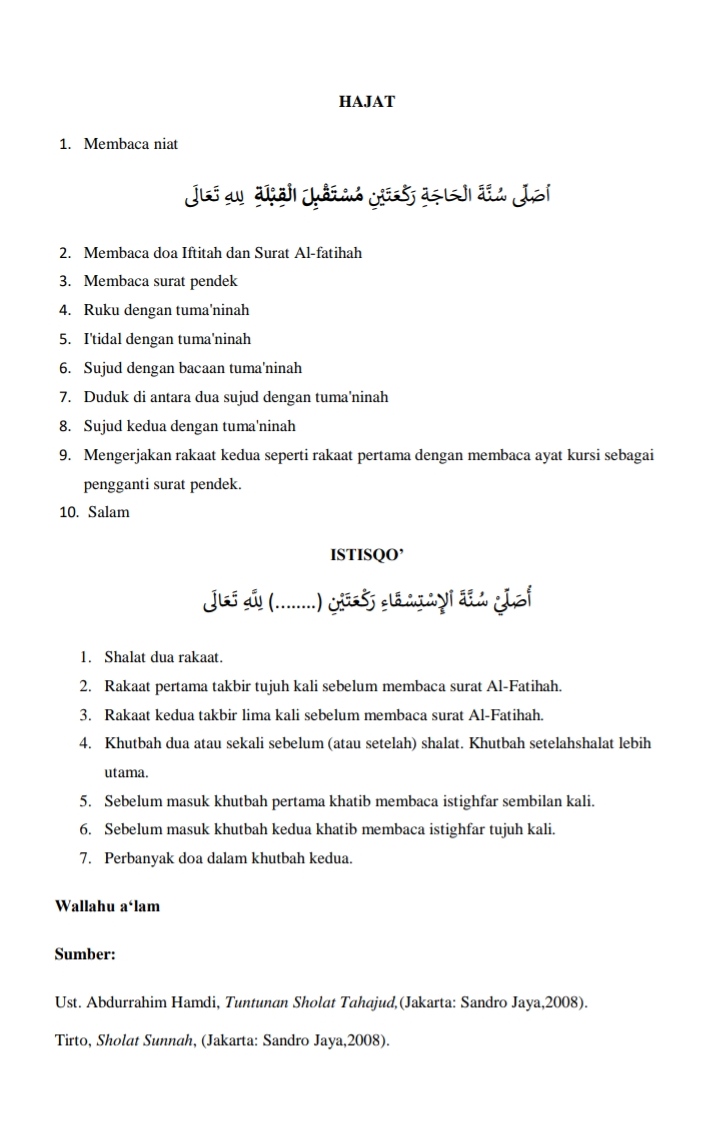 HAJAT
1. Membaca niat
اُصَلِّى سُنَّةَ الْحَاجَةِ رَكْعَتَيْنِ مُسْتَقْبِلَ الْقِبْلَةِ لِلهِ تَعَالَى
2. Membaca doa Iftitah dan Surat Al-fatihah
3. Membaca surat pendek
4. Ruku dengan tuma'ninah
5. I'tidal dengan tuma'ninah
6. Sujud dengan bacaan tuma'ninah
7. Duduk di antara dua sujud dengan tuma'ninah
8. Sujud kedua dengan tuma'ninah
9. Mengerjakan rakaat kedua seperti rakaat pertama dengan membaca ayat kursi sebagai
pengganti surat pendek.
10. Salam
ISTISQO’
أُصَلِّيْ سُنَّةَ اْلإِسْتِسْقَاءِ رَكْعَتَيْنِ (........) لِلَّهِ تَعَالَى
1. Shalat dua rakaat.
2. Rakaat pertama takbir tujuh kali sebelum membaca surat Al-Fatihah.
3. Rakaat kedua takbir lima kali sebelum membaca surat Al-Fatihah.
4. Khutbah dua atau sekali sebelum (atau setelah) shalat. Khutbah setelahshalat lebih
utama.
5. Sebelum masuk khutbah pertama khatib membaca istighfar sembilan kali.
6. Sebelum masuk khutbah kedua khatib membaca istighfar tujuh kali.
7. Perbanyak doa dalam khutbah kedua.
Wallahu a‘lam
Sumber:
Ust. Abdurrahim Hamdi, Tuntunan Sholat Tahajud,(Jakarta: Sandro Jaya,2008).
Tirto, Sholat Sunnah, (Jakarta: Sandro Jaya,2008).